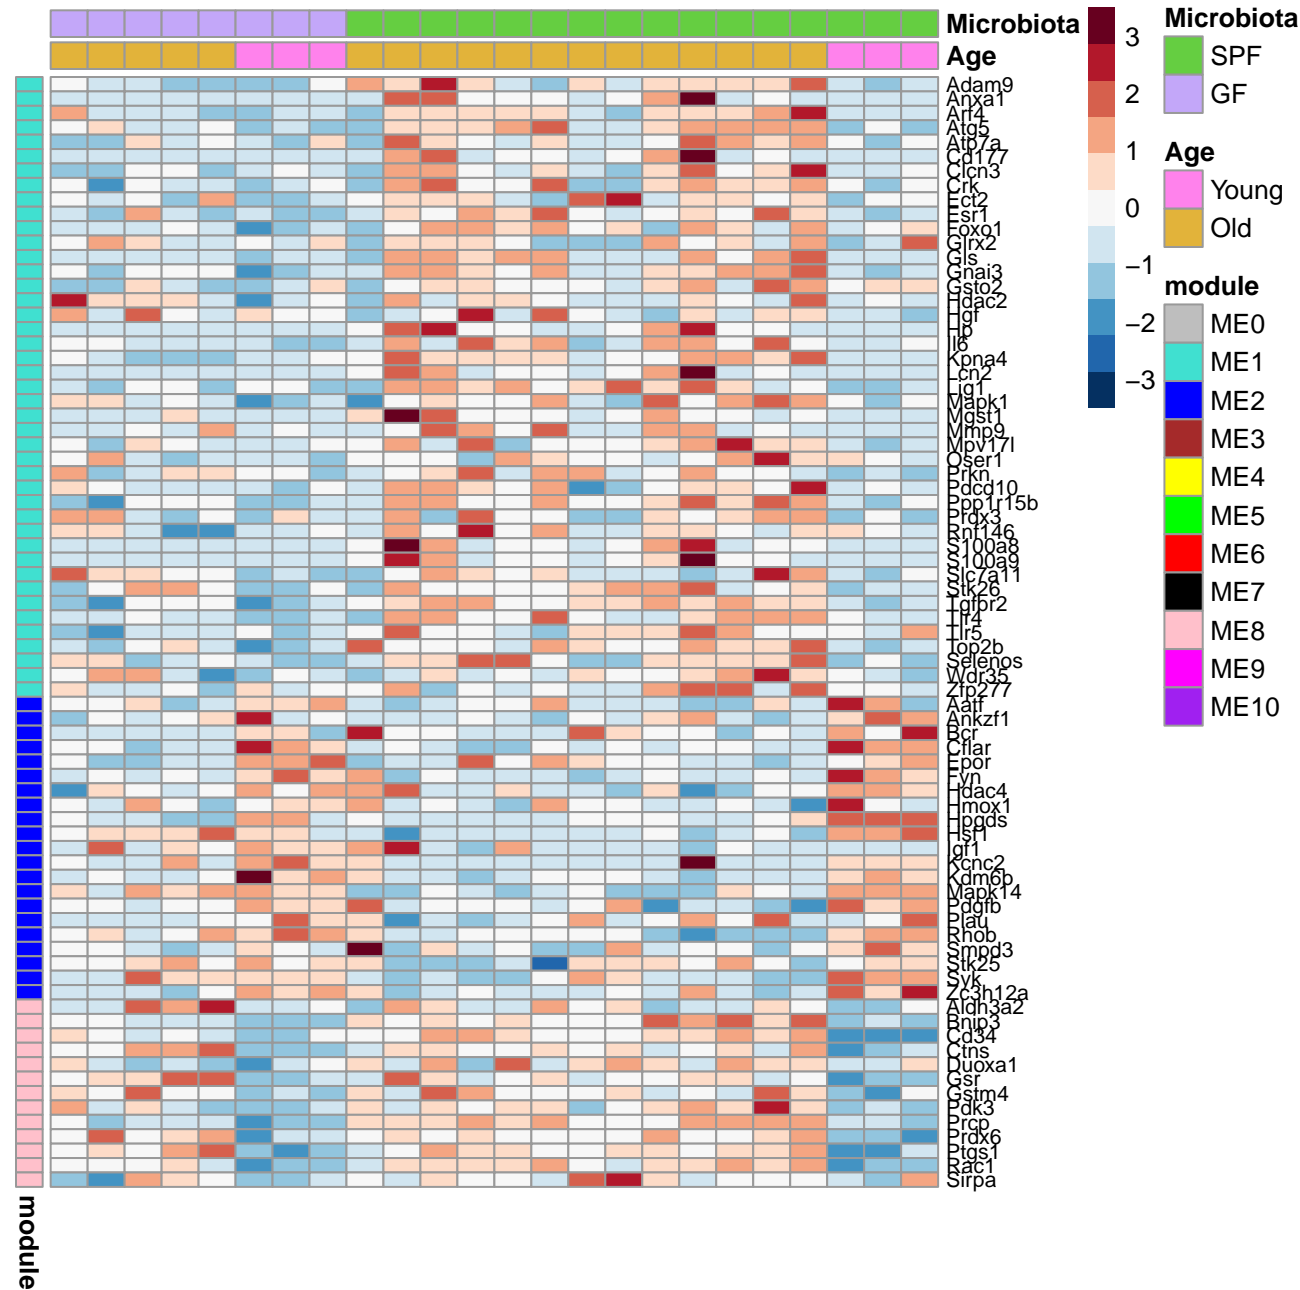 Microbiota
Age
Adam9
Anxa1
Arf4
Atg5
Atp7a
Cd177
Clcn3
Crk
Ect2
Esr1
Foxo1
Glrx2
Gls
Gnai3
Gsto2
Hdac2
Hgf
Hp
Il6
Kpna4
Lcn2
Lig1
Mapk1
Mgst1
Mmp9
Mpv17l
Oser1
Prkn
Pdcd10
Ppp1r15b
Prdx3
Rnf146
S100a8
S100a9
Slc7a11
Stk26
Tgfbr2
Tlr4
Tlr5
Top2b
Selenos
Wdr35
Zfp277
Aatf
Ankzf1
Bcr
Cflar
Epor
Fyn
Hdac4
Hmox1
Hpgds
Hsf1
Igf1
Kcnc2
Kdm6b
Mapk14
Pdgfb
Plau
Rhob
Smpd3
Stk25
Syk
Zc3h12a
Aldh3a2
Bnip3
Cd34
Ctns
Duoxa1
Gsr
Gstm4
Pdk3
Prcp
Prdx6
Ptgs1
Rac1
Sirpa
module
3
2
1
0
−1
−2
−3
Microbiota
SPF
GF
Age
Young
Old
module
ME0
ME1
ME2
ME3
ME4
ME5
ME6
ME7
ME8
ME9
ME10